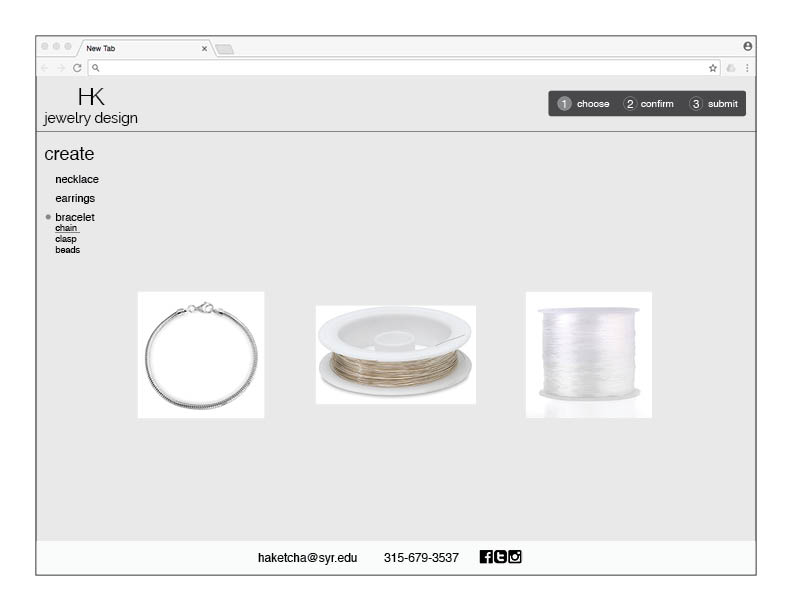 New Tab
HK
jewelry design
1 choose 2 confirm 3 submit
create
necklace
earrings
bracelet
chain
clasp
beads
haketcha@syr.edu 315-679-3537